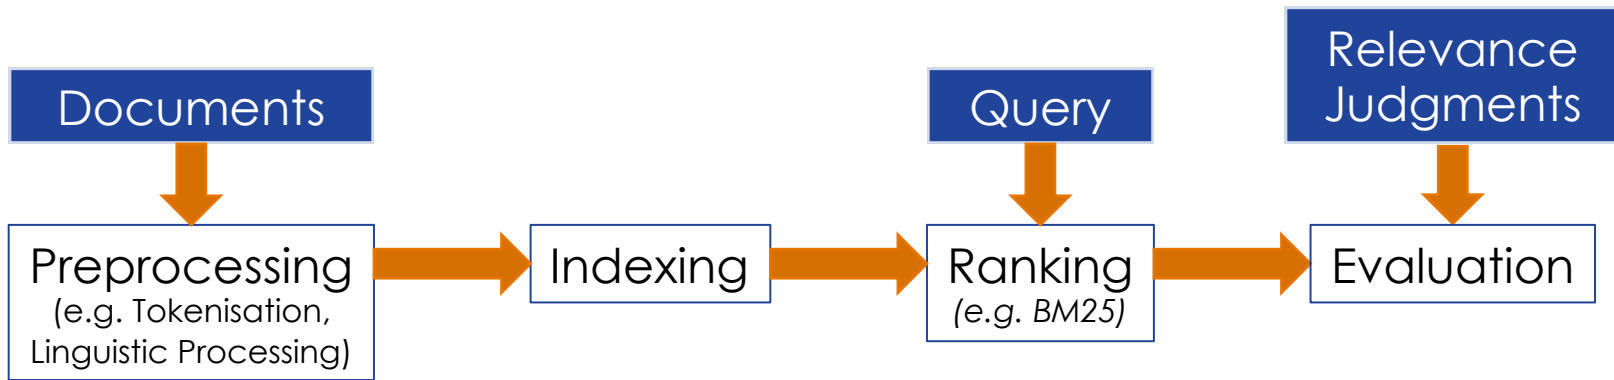 Documents
Query
Relevance
Judgments
Preprocessing
(e.g. Tokenisation,
Linguistic Processing)
Indexing
Ranking
(e.g. BM25)
Evaluation